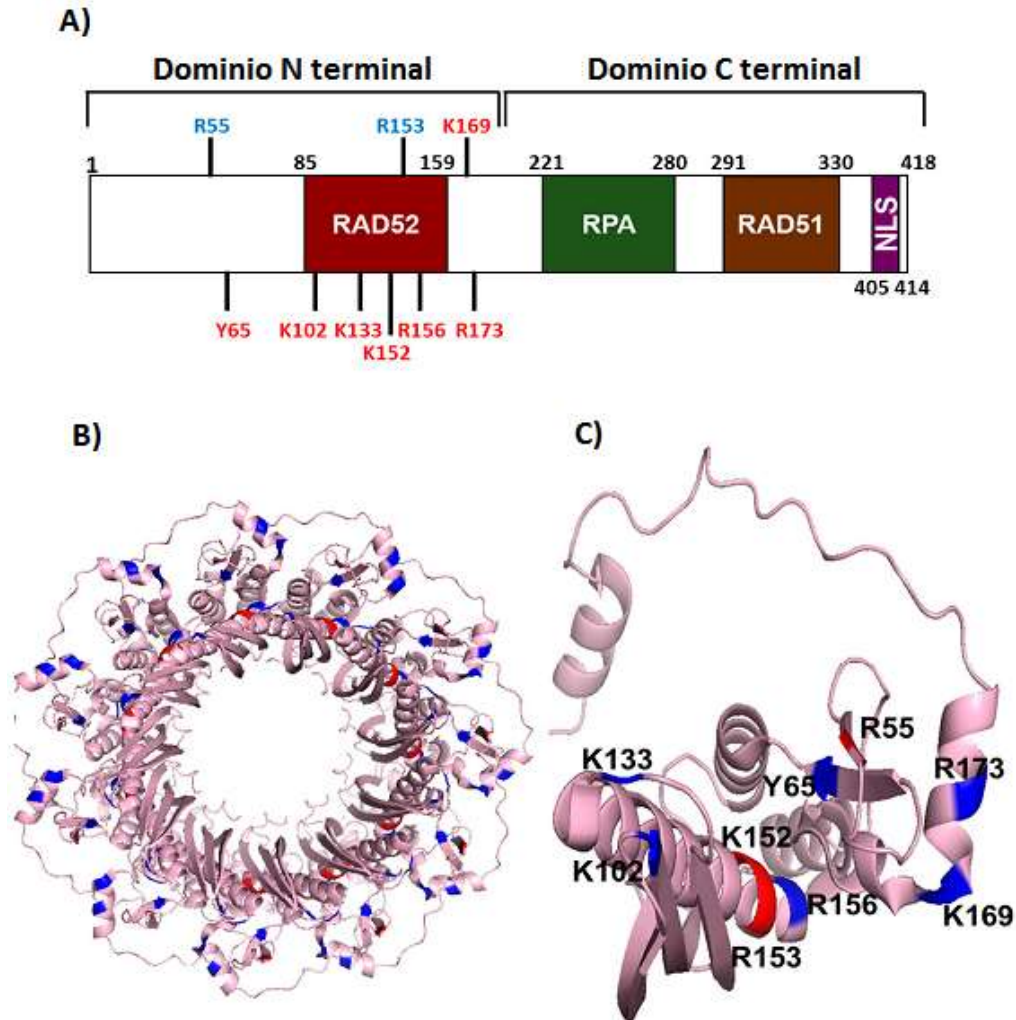 A)
Dominio N terminal Dominio C terminal
R55 R153 K169
1 85 159 221 280 291 330 418
RAD52 RPA RAD51 NLS
405 414
Y65 K102 K133 R156 R173
K152
B) C)
R55
K133 Y65 R173
K152
K102 R156 K169
R153